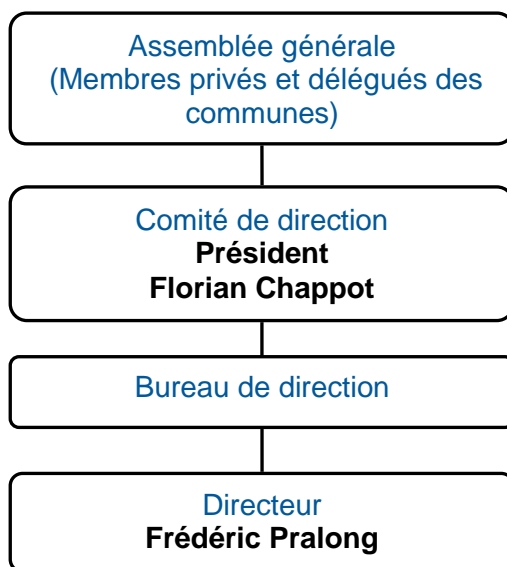 Assemblée générale
(Membres privés et délégués des
communes)
Comité de direction
Président
Florian Chappot
Bureau de direction
Directeur
Frédéric Pralong